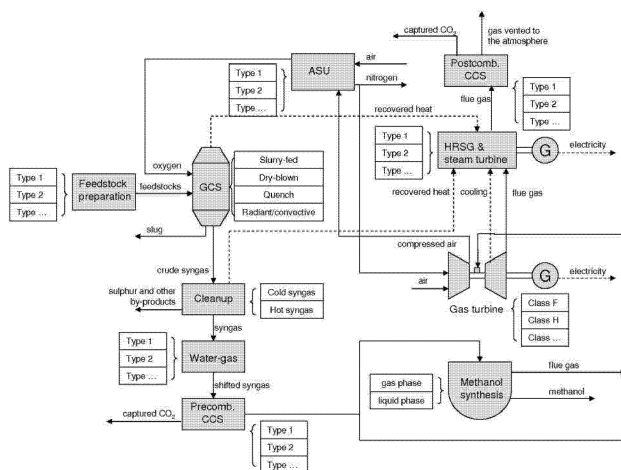 captured CO2
gas vented to
the atmosphere
ASU
air
nitrogen
Type 1
Type 2
Type ...
Postcomb.
CCS
Type 1
Type 2
Type ...
flue gas
recovered heat
Type 1
Type 2
Type ...
HRSG &
steam turbine
G
electricity
oxygen
feedstocks
Type 1
Type 2
Type ...
Feedstock
preparation
GCS
Slurry-fed
Dry-blown
Quench
Radiant/convective
recovered heat
cooling
flue gas
slug
compressed air
crude syngas
air
G
electricity
Gas turbine
sulphur and other
by-products
Cleanup
Cold syngas
Hot syngas
Class F
Class H
Class ...
syngas
Type 1
Type 2
Type ...
Water-gas
shifted syngas
gas phase
liquid phase
Methanol
synthesis
flue gas
methanol
captured CO2
Precomb.
CCS
Type 1
Type 2
Type ...